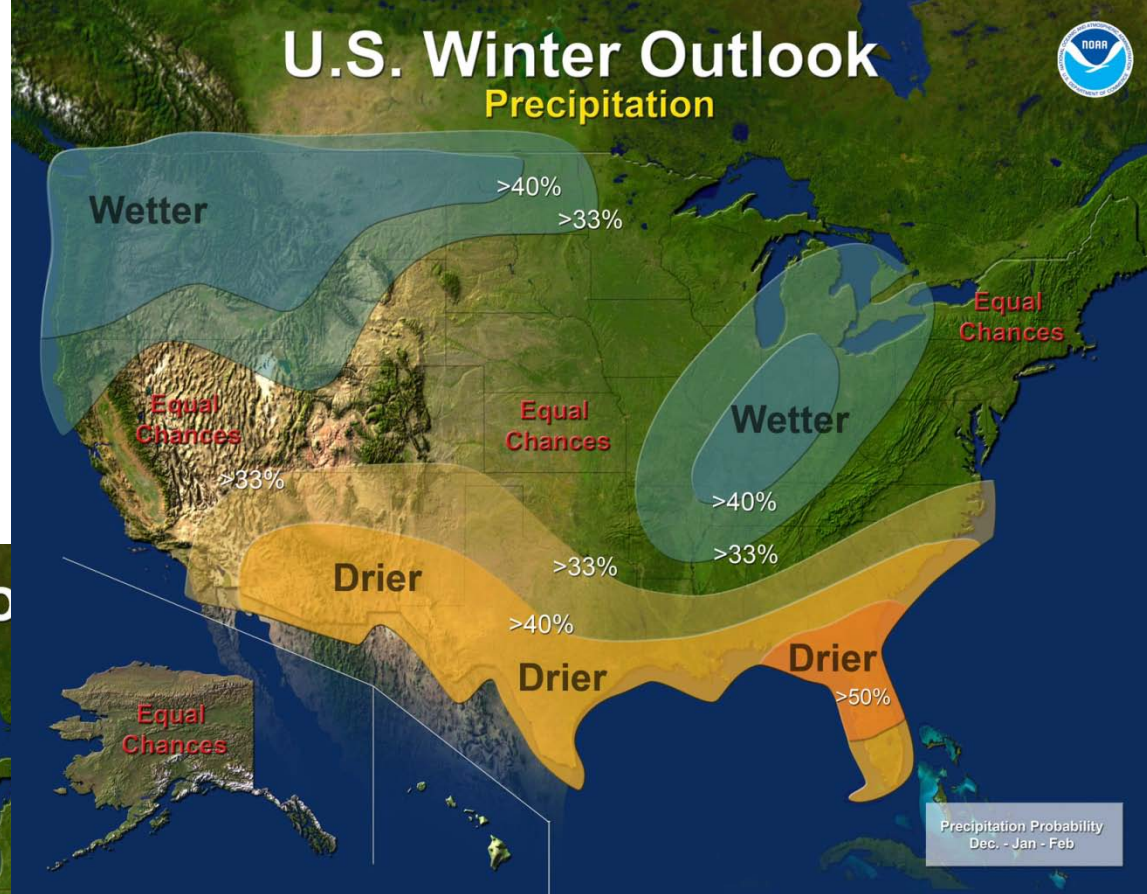 U.S. Winter Outlook
Precipitation
NOAA
Wetter
>40%
>33%
Equal
Chances
Equal
Chances
Equal
Chances
Wetter
>33%
>40%
>33%
>33%
Drier
>40%
Drier
Drier
>50%
Equal
Chances
Precipitation Probability
Dec. - Jan - Feb